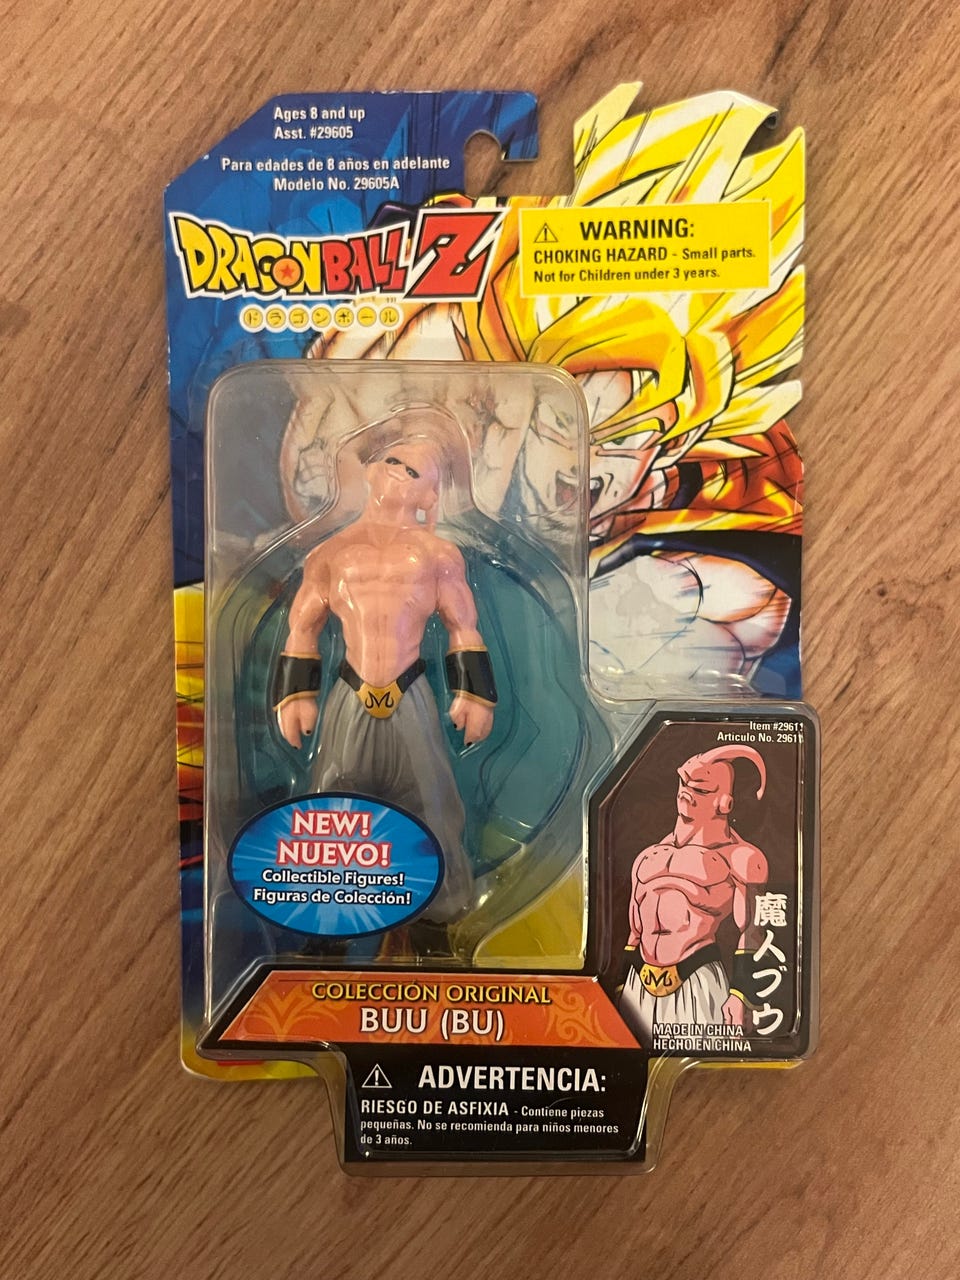 Ages 8 and up
Asst. #29605
Para edades de 8 años en adelante
Modelo No. 29605A
DRAGON BALL Z
ドラゴンボール
⚠ WARNING:
CHOKING HAZARD - Small parts.
Not for Children under 3 years.
M
NEW!
NUEVO!
Collectible Figures!
Figuras de Colección!
Item #29611
Artículo No. 29611
魔人ブウ
M
MADE IN CHINA
HECHO EN CHINA
COLECCIÓN ORIGINAL
BUU (BU)
⚠ ADVERTENCIA:
RIESGO DE ASFIXIA - Contiene piezas
pequeñas. No se recomienda para niños menores
de 3 años.